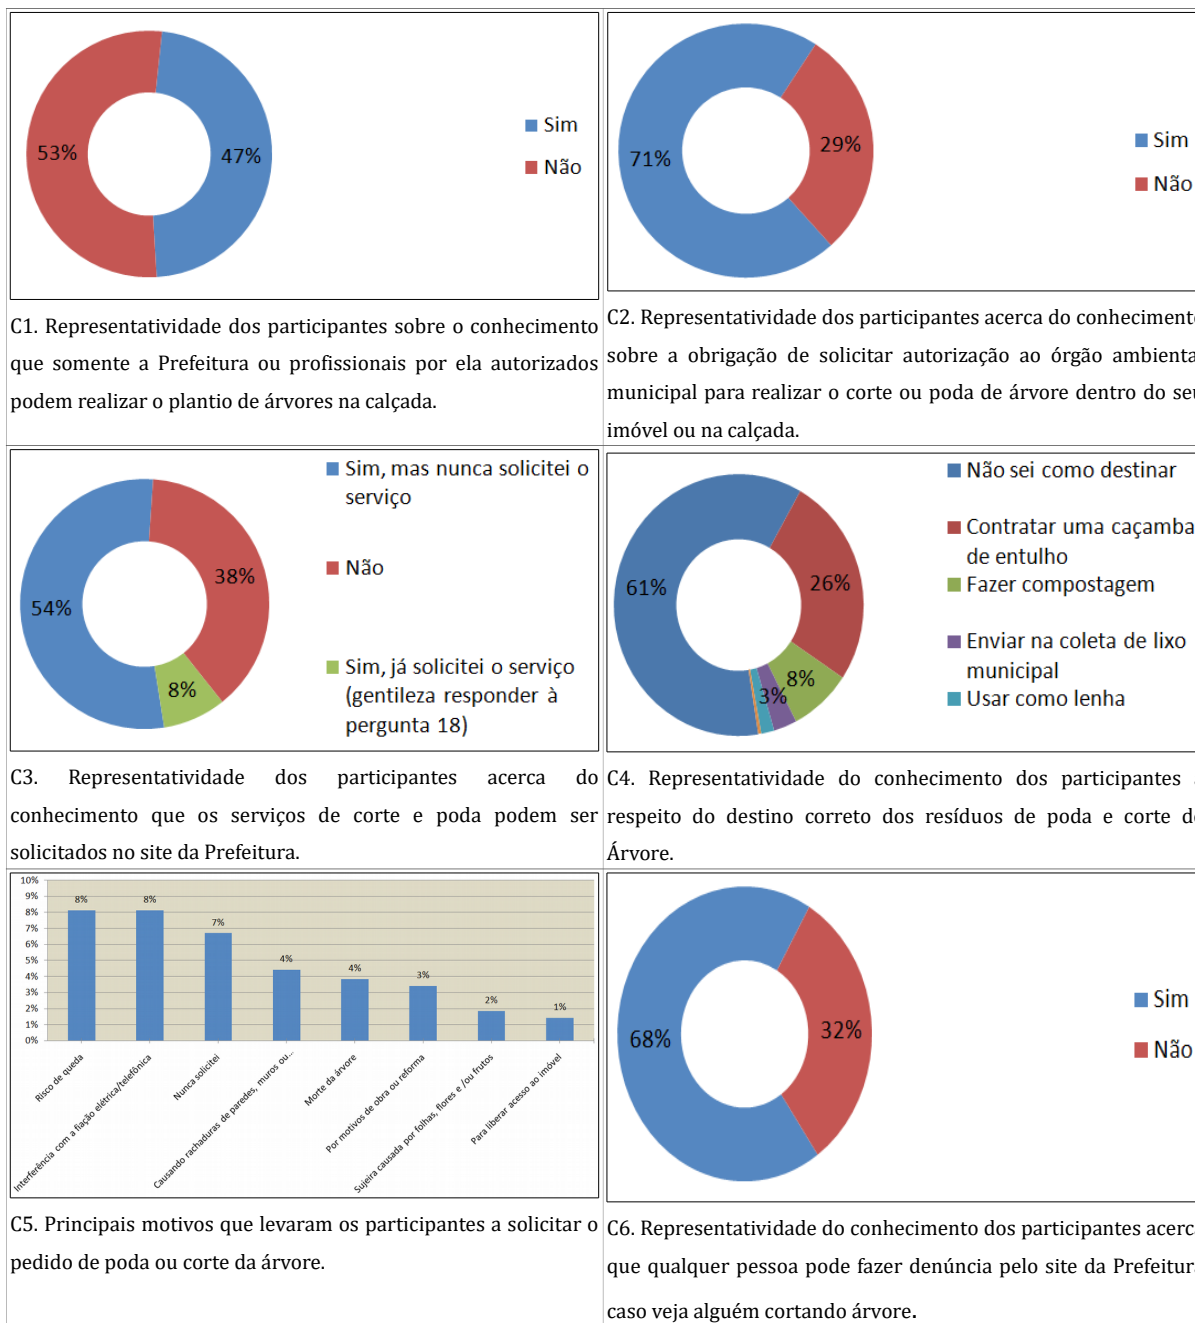 53%
47%
Sim
Não
C1. Representatividade dos participantes sobre o conhecimento
que somente a Prefeitura ou profissionais por ela autorizados
podem realizar o plantio de árvores na calçada.
71%
29%
Sim
Não
C2. Representatividade dos participantes acerca do conhecimento
sobre a obrigação de solicitar autorização ao órgão ambienta
municipal para realizar o corte ou poda de árvore dentro do seu
imóvel ou na calçada.
54%
38%
8%
Sim, mas nunca solicitei o
serviço
Não
Sim, já solicitei o serviço
(gentileza responder à
pergunta 18)
C3. Representatividade dos participantes acerca do
conhecimento que os serviços de corte e poda podem ser
solicitados no site da Prefeitura.
61%
26%
8%
3%
Não sei como destinar
Contratar uma caçamba
de entulho
Fazer compostagem
Enviar na coleta de lixo
municipal
Usar como lenha
C4. Representatividade do conhecimento dos participantes
respeito do destino correto dos resíduos de poda e corte de
Árvore.
10%
9%
8%
7%
6%
5%
4%
3%
2%
1%
0%
8%
8%
7%
4%
4%
3%
2%
1%
Risco de queda
Interferência com a fiação elétrica/telefônica
Nunca solicitei
Causando rachaduras de paredes, muros ou...
Morte da árvore
Por motivos de obra ou reforma
Sujeira causada por folhas, flores e /ou frutos
Para liberar acesso ao imóvel
C5. Principais motivos que levaram os participantes a solicitar o
pedido de poda ou corte da árvore.
68%
32%
Sim
Não
C6. Representatividade do conhecimento dos participantes acerc
que qualquer pessoa pode fazer denúncia pelo site da Prefeitura
caso veja alguém cortando árvore.